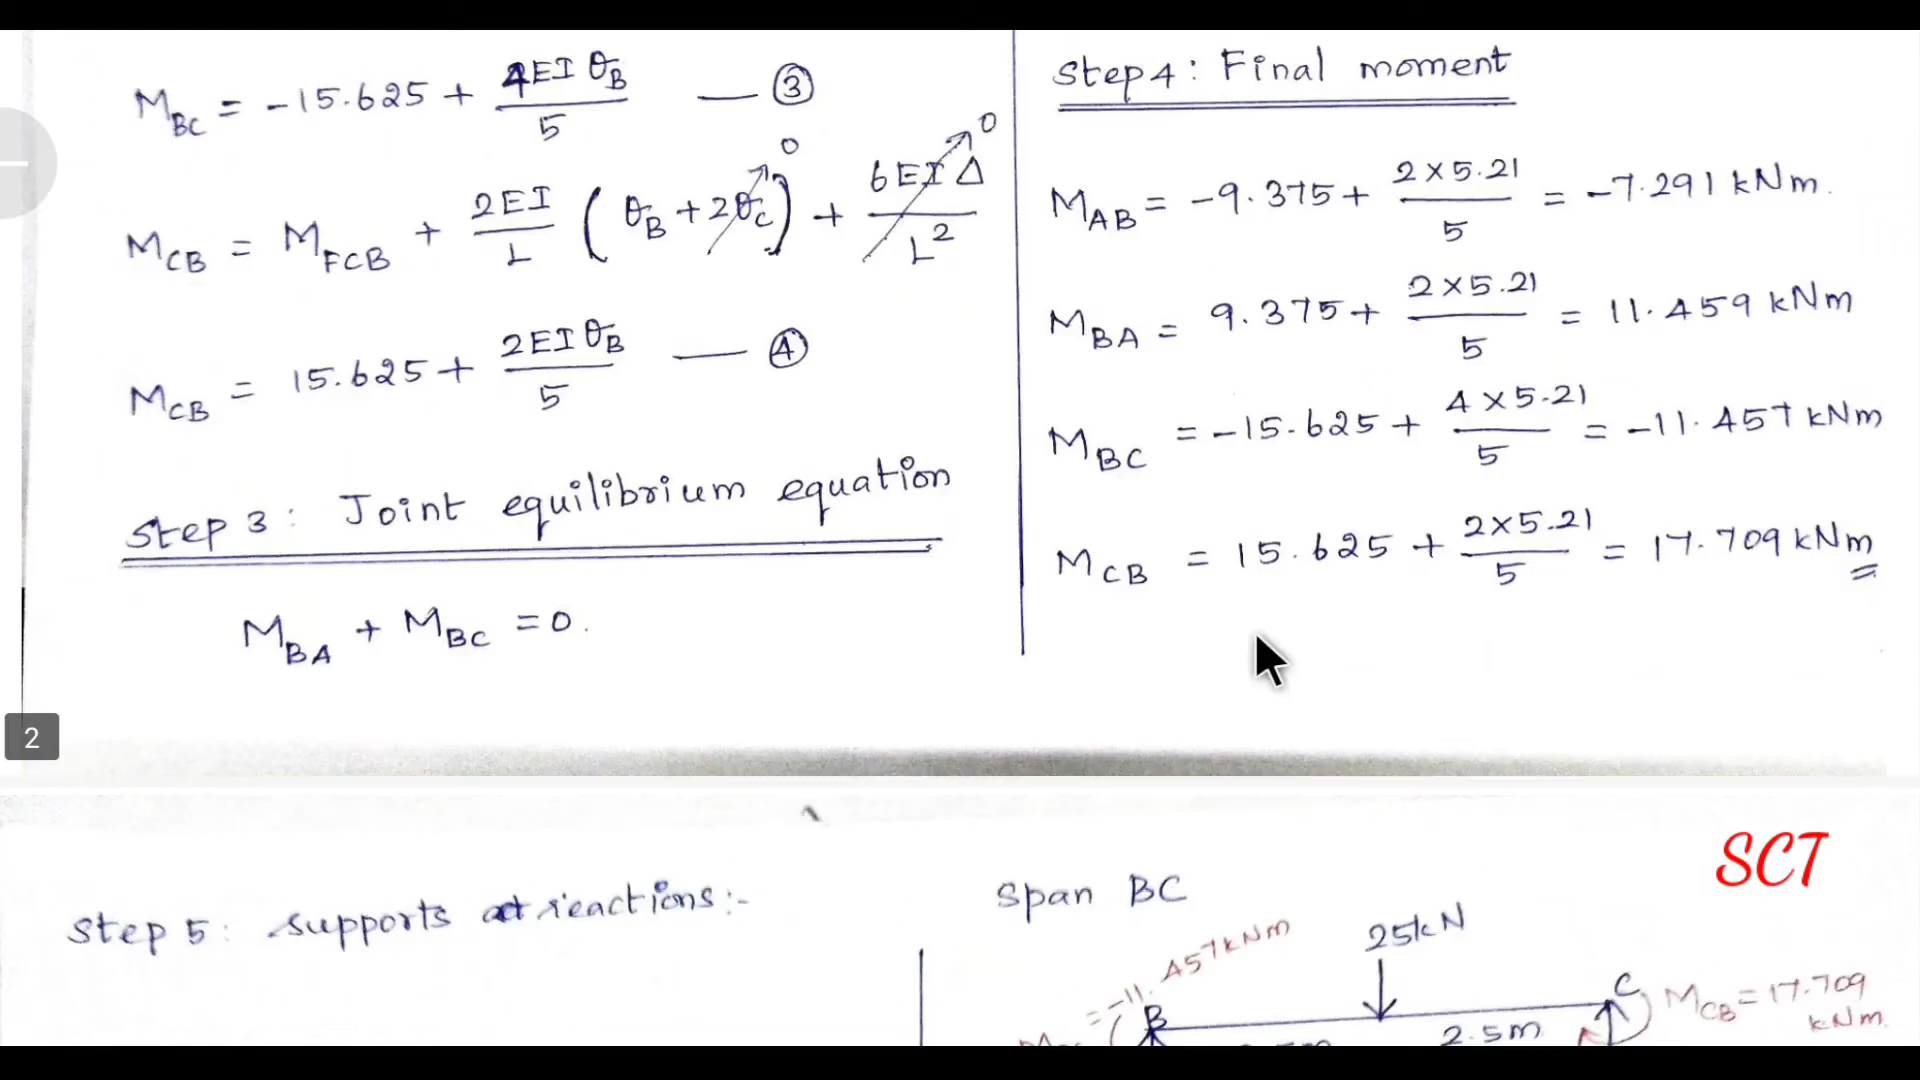 M_BC = -15.625 + 4EIθ_B/5 — ③
M_CB = M_FCB + 2EI/L (θ_B + 2θ_C) + 6EIΔ/L²
0
0
M_CB = 15.625 + 2EIθ_B/5 — ④
Step 3: Joint equilibrium equation
M_BA + M_BC = 0.
Step 4: Final moment
M_AB = -9.375 + 2×5.21/5 = -7.291 kNm.
M_BA = 9.375 + 2×5.21/5 = 11.459 kNm
M_BC = -15.625 + 4×5.21/5 = -11.457 kNm
M_CB = 15.625 + 2×5.21/5 = 17.709 kNm
2
SCT
Step 5: supports reactions:-
Span BC
25kN
= -11.457kNm
B
C
M_CB = 17.709
kNm.
2.5m